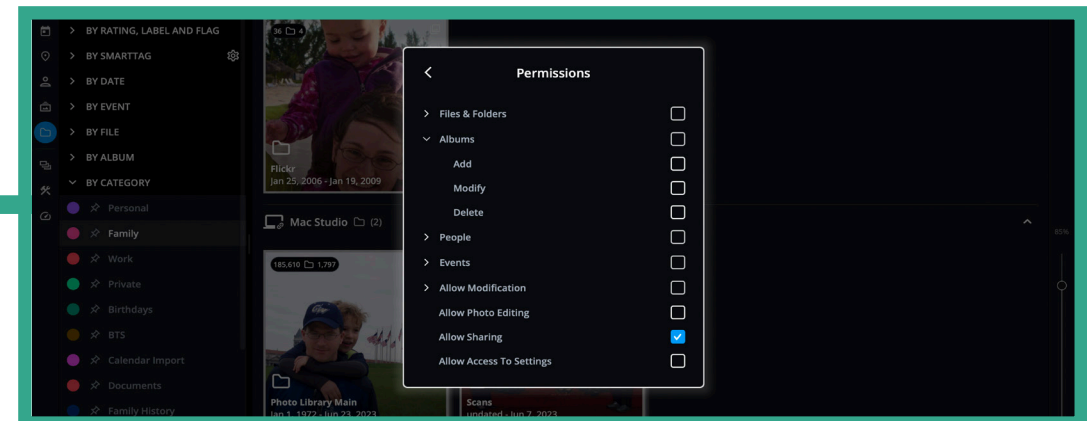 BY RATING, LABEL AND FLAG
BY SMARTTAG
BY DATE
BY EVENT
BY FILE
BY ALBUM
BY CATEGORY
Personal
Family
Work
Private
Birthdays
BTS
Calendar Import
Documents
Family History
36 4
Flickr
Jan 25, 2006 - Jan 19, 2009
Mac Studio (2)
185,610 1,797
Photo Library Main
Jan 1, 1972 - Jun 23, 2023
Scans
updated - Jun 7, 2023
Permissions
Files & Folders
Albums
Add
Modify
Delete
People
Events
Allow Modification
Allow Photo Editing
Allow Sharing
Allow Access To Settings
85%